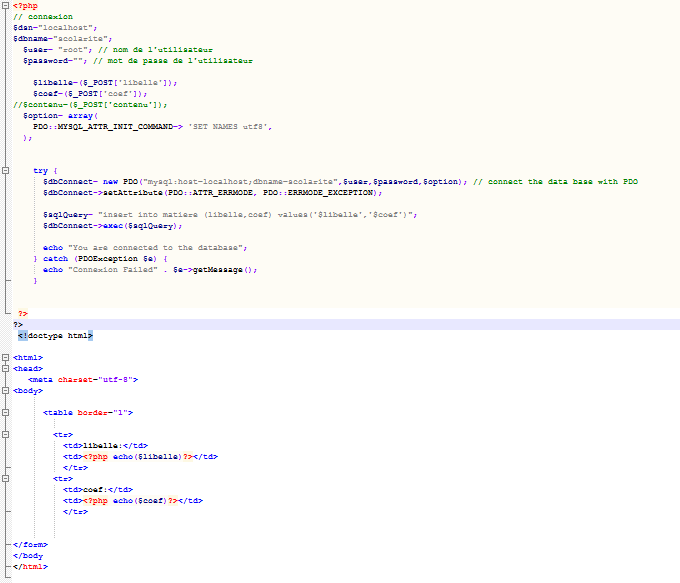 <?php
// connexion
$dsn="localhost";
$dbname="scolarite";
$user= "root"; // nom de l'utilisateur
$password=""; // mot de passe de l'utilisateur
$libelle=($_POST['libelle']);
$coef=($_POST['coef']);
//$contenu=($_POST['contenu']);
$option= array(
PDO::MYSQL_ATTR_INIT_COMMAND=> 'SET NAMES utf8',
);
try {
$dbConnect= new PDO("mysql:host=localhost;dbname=scolarite",$user,$password,$option); // connect the data base with PDO
$dbConnect->setAttribute(PDO::ATTR_ERRMODE, PDO::ERRMODE_EXCEPTION);
$sqlQuery= "insert into matiere (libelle,coef) values('$libelle','$coef')";
$dbConnect->exec($sqlQuery);
echo "You are connected to the database";
} catch (PDOException $e) {
echo "Connexion Failed" . $e->getMessage();
}
?>
?>
<!doctype html>
<html>
<head>
<meta charset="utf-8">
<body>
<table border="1">
<tr>
<td>libelle:</td>
<td><?php echo($libelle)?></td>
</tr>
<tr>
<td>coef:</td>
<td><?php echo($coef)?></td>
</tr>
</form>
</body
</html>